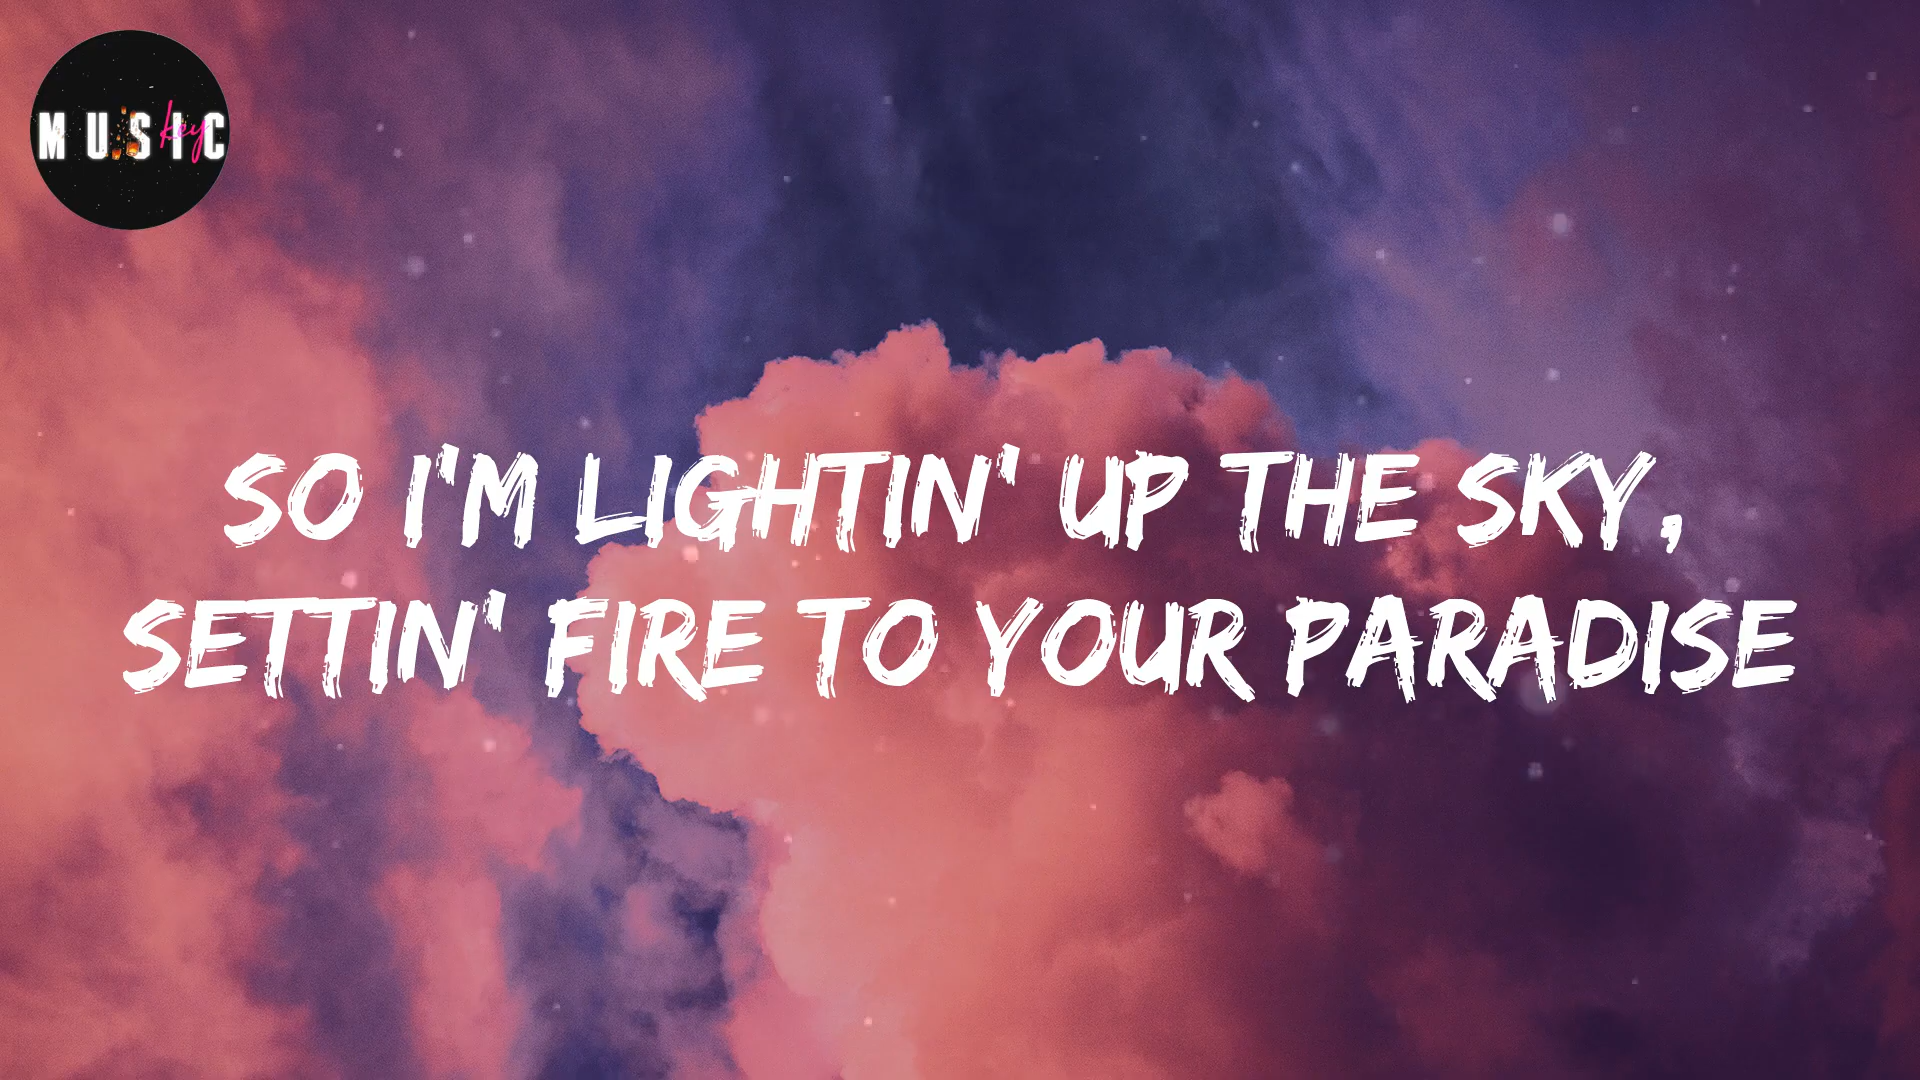 MUSIC
key
SO I'M LIGHTIN' UP THE SKY,
SETTIN' FIRE TO YOUR PARADISE